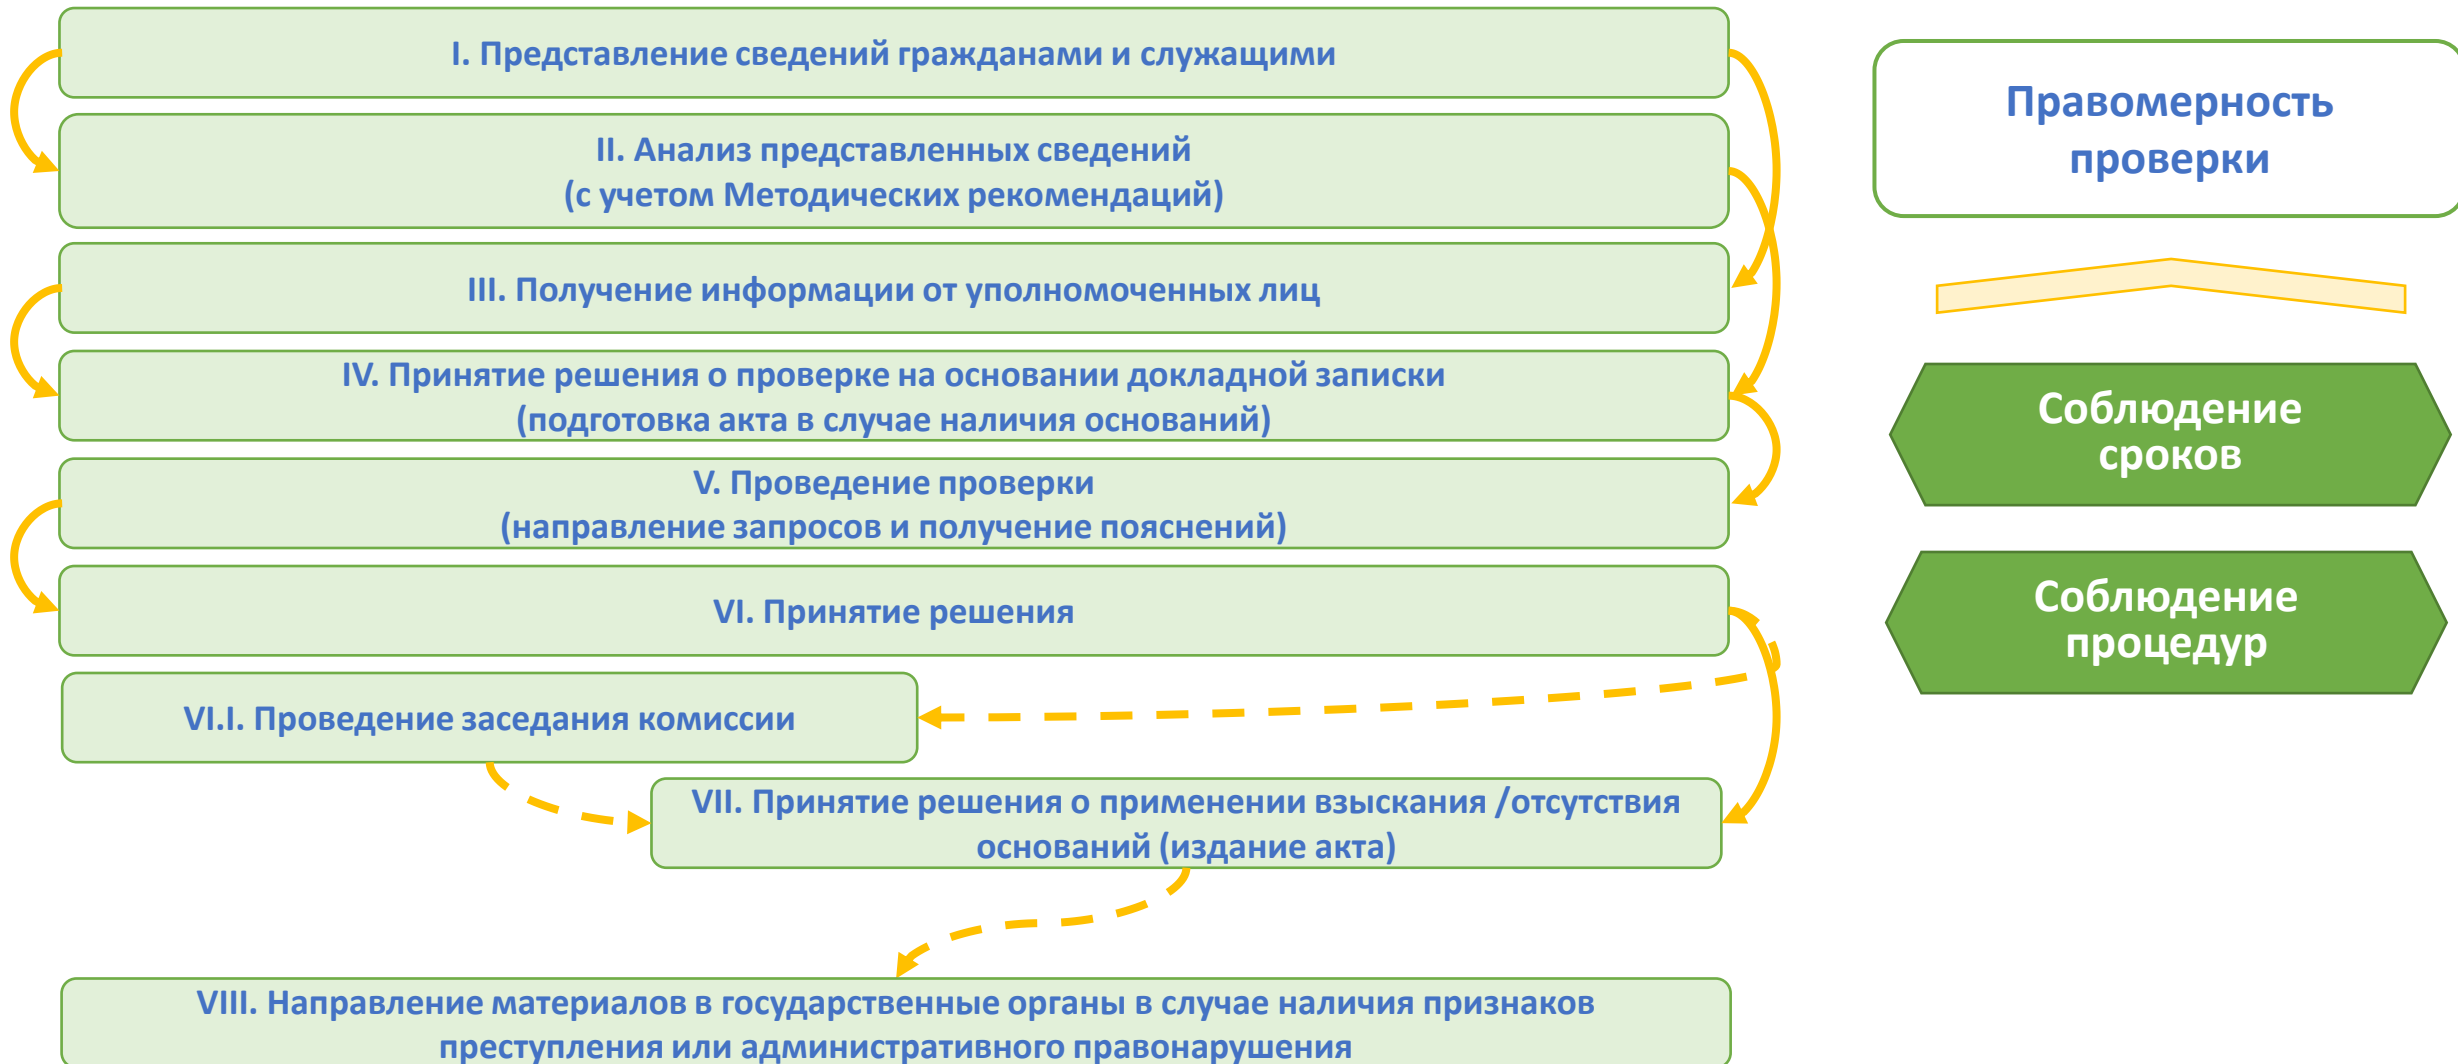 I. Представление сведений гражданами и служащими
II. Анализ представленных сведений
(с учетом Методических рекомендаций)
III. Получение информации от уполномоченных лиц
IV. Принятие решения о проверке на основании докладной записки
(подготовка акта в случае наличия оснований)
V. Проведение проверки
(направление запросов и получение пояснений)
VI. Принятие решения
VI.I. Проведение заседания комиссии
VII. Принятие решения о применении взыскания /отсутствия
оснований (издание акта)
VIII. Направление материалов в государственные органы в случае наличия признаков
преступления или административного правонарушения
Правомерность
проверки
Соблюдение
сроков
Соблюдение
процедур